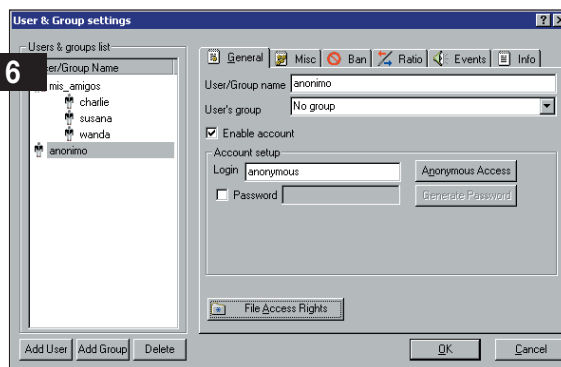 User & Group settings
Users & groups list
6
er/Group Name
mis_amigos
charlie
susana
wanda
anonimo
General
Misc
Ban
Ratio
Events
Info
User/Group name anonimo
User's group No group
Enable account
Account setup
Login anonymous
Anonymous Access
Password
Generate Password
File Access Rights
Add User
Add Group
Delete
OK
Cancel